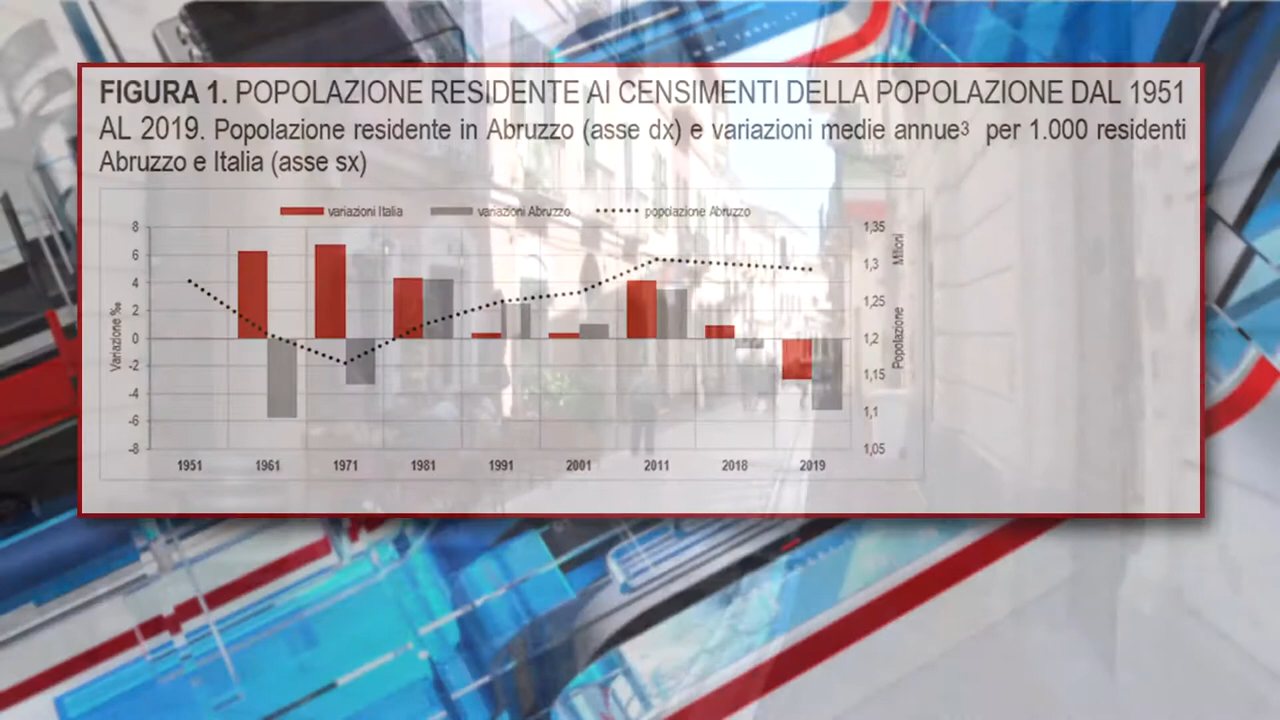 FIGURA 1. POPOLAZIONE RESIDENTE AI CENSIMENTI DELLA POPOLAZIONE DAL 1951
AL 2019. Popolazione residente in Abruzzo (asse dx) e variazioni medie annue³ per 1.000 residenti
Abruzzo e Italia (asse sx)
variazioni Italia variazioni Abruzzo popolazione Abruzzo
8
6
4
2
0
-2
-4
-6
-8
Variazione ‰
1,35
1,3
1,25
1,2
1,15
1,1
1,05
Milioni
Popolazione
1951 1961 1971 1981 1991 2001 2011 2018 2019